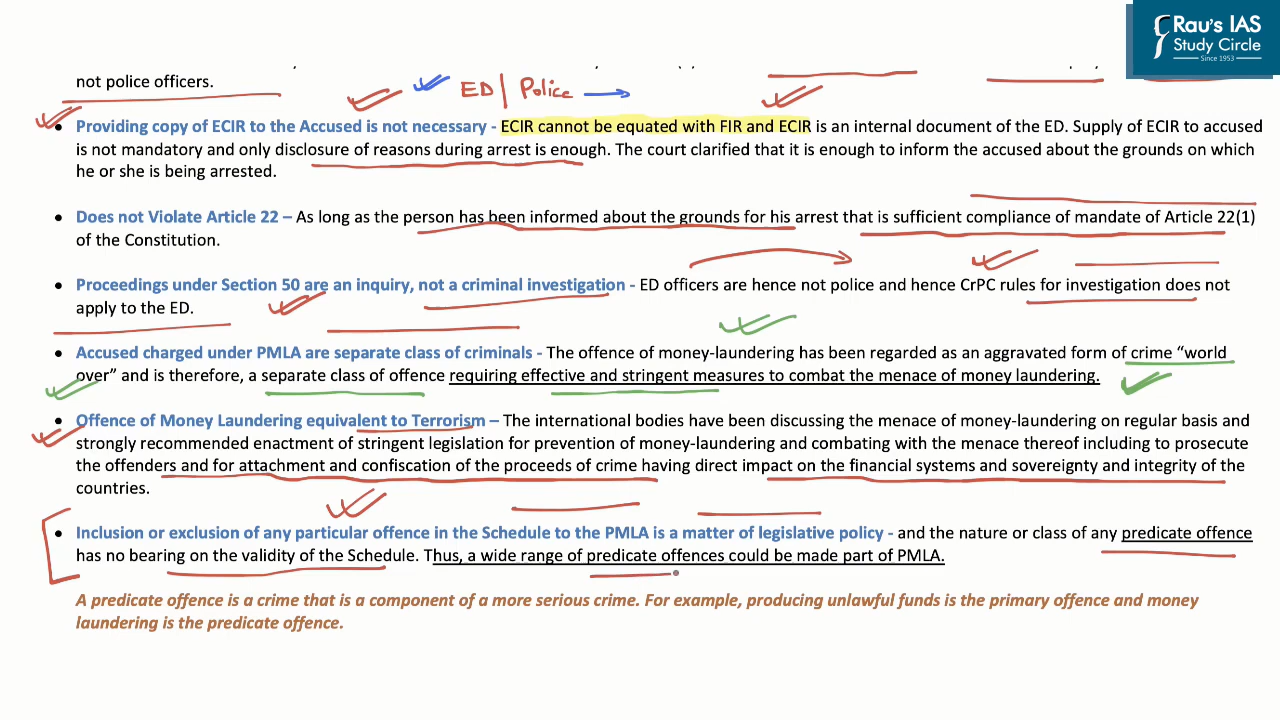 Rau's IAS
Study Circle
Since 1953
not police officers.
ED | Police
• Providing copy of ECIR to the Accused is not necessary - ECIR cannot be equated with FIR and ECIR is an internal document of the ED. Supply of ECIR to accused
is not mandatory and only disclosure of reasons during arrest is enough. The court clarified that it is enough to inform the accused about the grounds on which
he or she is being arrested.
• Does not Violate Article 22 – As long as the person has been informed about the grounds for his arrest that is sufficient compliance of mandate of Article 22(1)
of the Constitution.
• Proceedings under Section 50 are an inquiry, not a criminal investigation - ED officers are hence not police and hence CrPC rules for investigation does not
apply to the ED.
• Accused charged under PMLA are separate class of criminals - The offence of money-laundering has been regarded as an aggravated form of crime “world
over” and is therefore, a separate class of offence requiring effective and stringent measures to combat the menace of money laundering.
• Offence of Money Laundering equivalent to Terrorism – The international bodies have been discussing the menace of money-laundering on regular basis and
strongly recommended enactment of stringent legislation for prevention of money-laundering and combating with the menace thereof including to prosecute
the offenders and for attachment and confiscation of the proceeds of crime having direct impact on the financial systems and sovereignty and integrity of the
countries.
• Inclusion or exclusion of any particular offence in the Schedule to the PMLA is a matter of legislative policy - and the nature or class of any predicate offence
has no bearing on the validity of the Schedule. Thus, a wide range of predicate offences could be made part of PMLA.
A predicate offence is a crime that is a component of a more serious crime. For example, producing unlawful funds is the primary offence and money
laundering is the predicate offence.